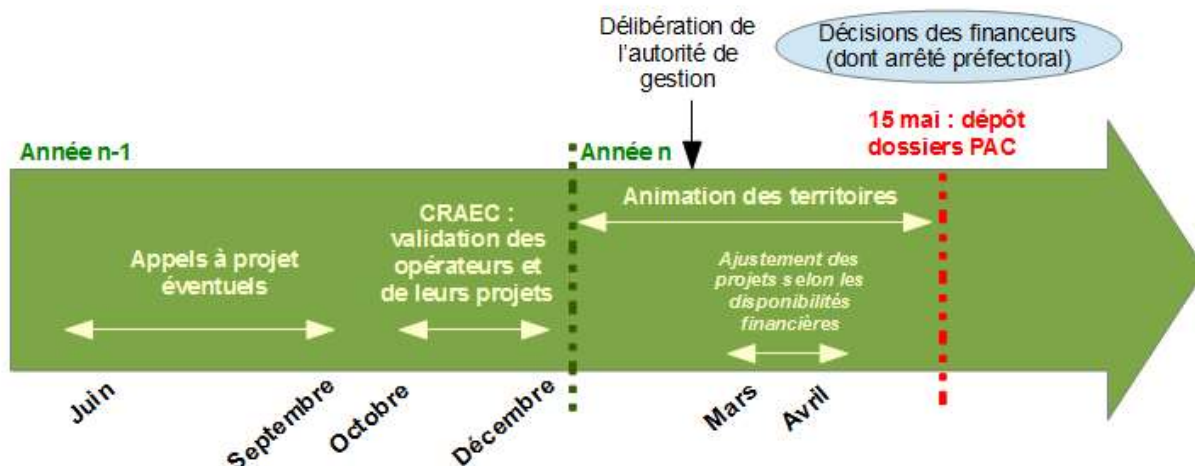 Délibération de
l'autorité de
gestion
Décisions des financeurs
(dont arrêté préfectoral)
15 mai : dépôt
dossiers PAC
Année n-1
Année n
Animation des territoires
CRAEC :
validation des
opérateurs et
de leurs projets
Appels à projet
éventuels
Ajustement des
projets selon les
disponibilités
financières
Juin
Septembre
Octobre
Décembre
Mars
Avril